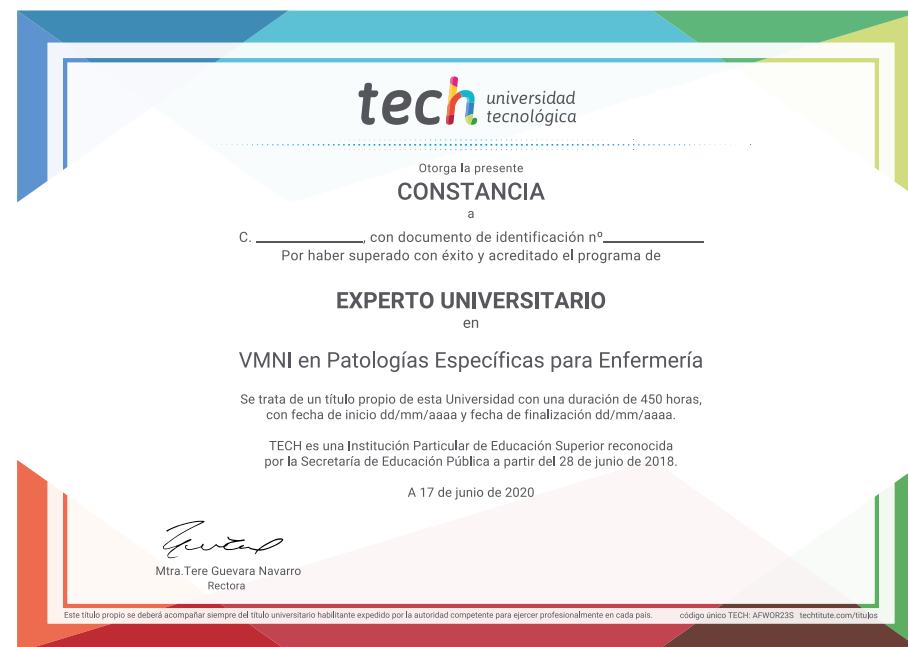 tech universidad
tecnológica
Otorga la presente
CONSTANCIA
a
C. ____________, con documento de identificación nº____________
Por haber superado con éxito y acreditado el programa de
EXPERTO UNIVERSITARIO
en
VMNI en Patologías Específicas para Enfermería
Se trata de un título propio de esta Universidad con una duración de 450 horas,
con fecha de inicio dd/mm/aaaa y fecha de finalización dd/mm/aaaa.
TECH es una Institución Particular de Educación Superior reconocida
por la Secretaría de Educación Pública a partir del 28 de junio de 2018.
A 17 de junio de 2020
Mtra.Tere Guevara Navarro
Rectora
Este título propio se deberá acompañar siempre del título universitario habilitante expedido por la autoridad competente para ejercer profesionalmente en cada país. código único TECH: AFWOR23S techtitute.com/titulos